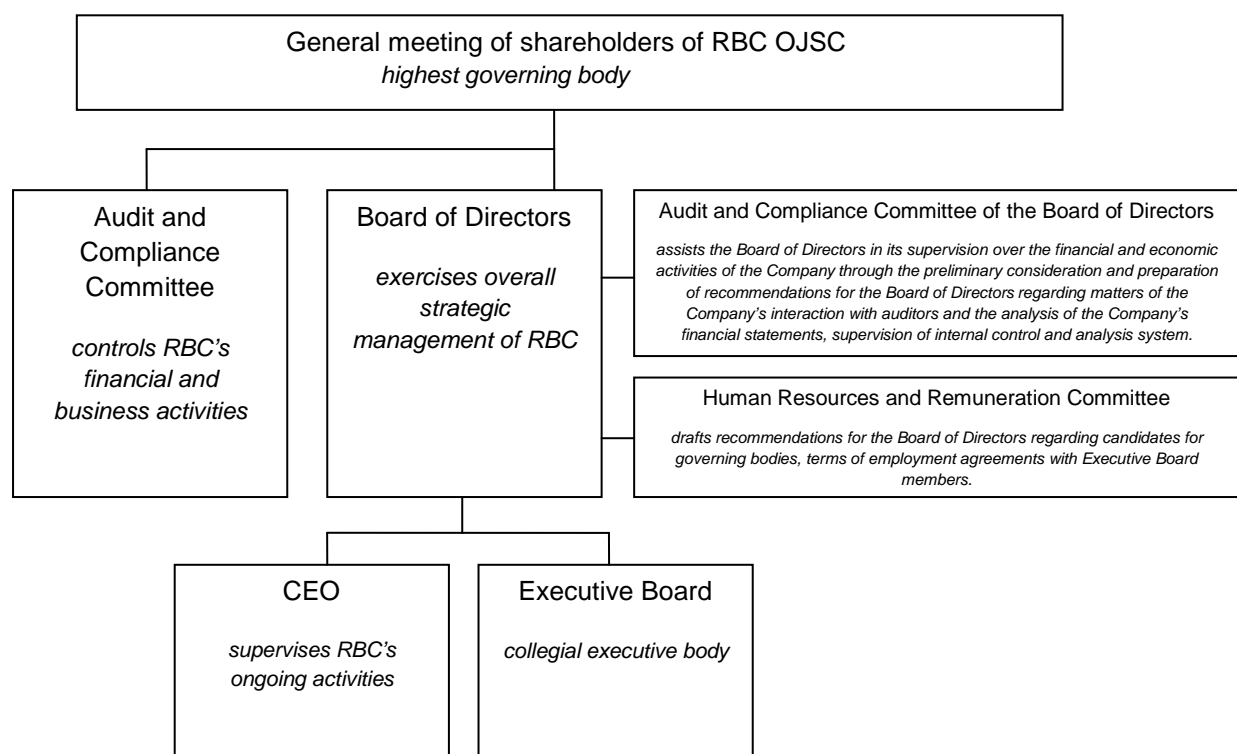 General meeting of shareholders of RBC OJSC
highest governing body
Audit and
Compliance
Committee
controls RBC’s
financial and
business activities
Board of Directors
exercises overall
strategic
management of RBC
Audit and Compliance Committee of the Board of Directors
assists the Board of Directors in its supervision over the financial and economic
activities of the Company through the preliminary consideration and preparation
of recommendations for the Board of Directors regarding matters of the
Company’s interaction with auditors and the analysis of the Company’s
financial statements, supervision of internal control and analysis system.
Human Resources and Remuneration Committee
drafts recommendations for the Board of Directors regarding candidates for
governing bodies, terms of employment agreements with Executive Board
members.
CEO
supervises RBC’s
ongoing activities
Executive Board
collegial executive body